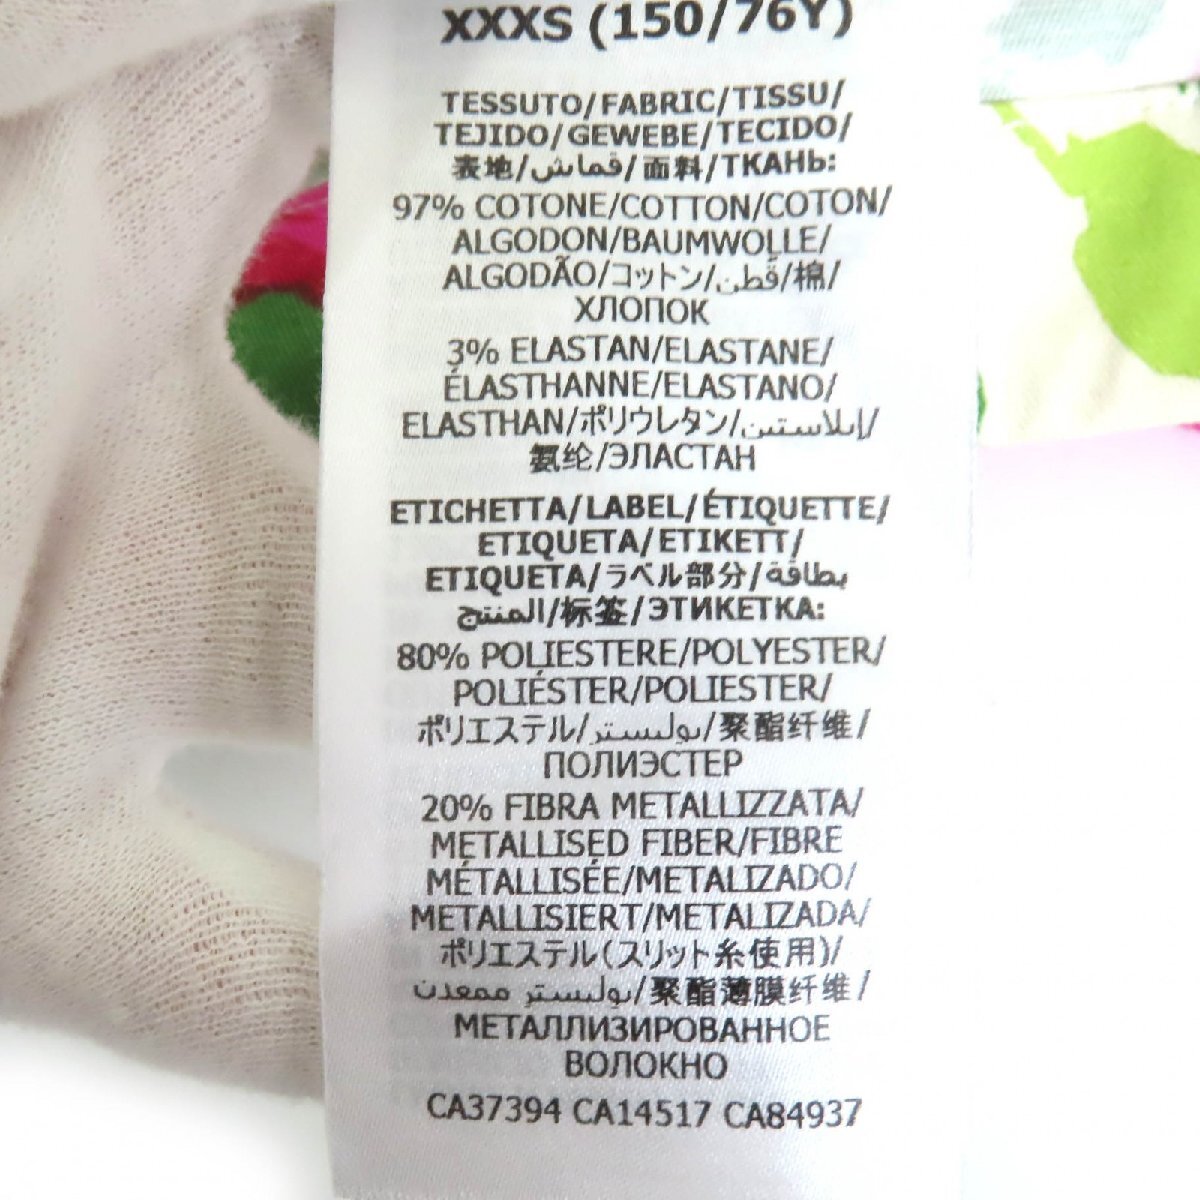 XXXS (150/76Y)
TESSUTO/FABRIC/TISSU/
TEJIDO/GEWEBE/TECIDO/
表地/قماش/面料/ТКАНЬ:
97% COTONE/COTTON/COTON/
ALGODON/BAUMWOLLE/
ALGODÃO/コットン/قطن/棉/
ХЛОПОК
3% ELASTAN/ELASTANE/
ÉLASTHANNE/ELASTANO/
ELASTHAN/ポリウレタン/إيلاستين/
氨纶/ЭЛАСТАН
ETICHETTA/LABEL/ÉTIQUETTE/
ETIQUETA/ETIKETT/
ETIQUETA/ラベル部分/بطاقة
المنتج/标签/ЭТИКЕТКА:
80% POLIESTERE/POLYESTER/
POLIÉSTER/POLIESTER/
ポリエステル/بوليستر/聚酯纤维/
ПОЛИЭСТЕР
20% FIBRA METALLIZZATA/
METALLISED FIBER/FIBRE
MÉTALLISÉE/METALIZADO/
METALLISIERT/METALIZADA/
ポリエステル(スリット糸使用)/
بوليستر ممعدن/聚酯薄膜纤维/
МЕТАЛЛИЗИРОВАННОЕ
ВОЛОКНО
CA37394 CA14517 CA84937